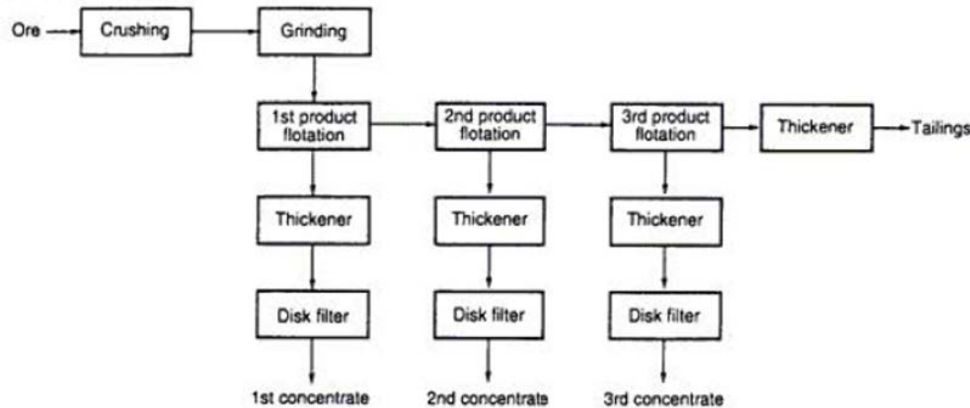 Ore
Crushing
Grinding
1st product
flotation
2nd product
flotation
3rd product
flotation
Thickener
Tailings
Thickener
Thickener
Thickener
Disk filter
Disk filter
Disk filter
1st concentrate
2nd concentrate
3rd concentrate